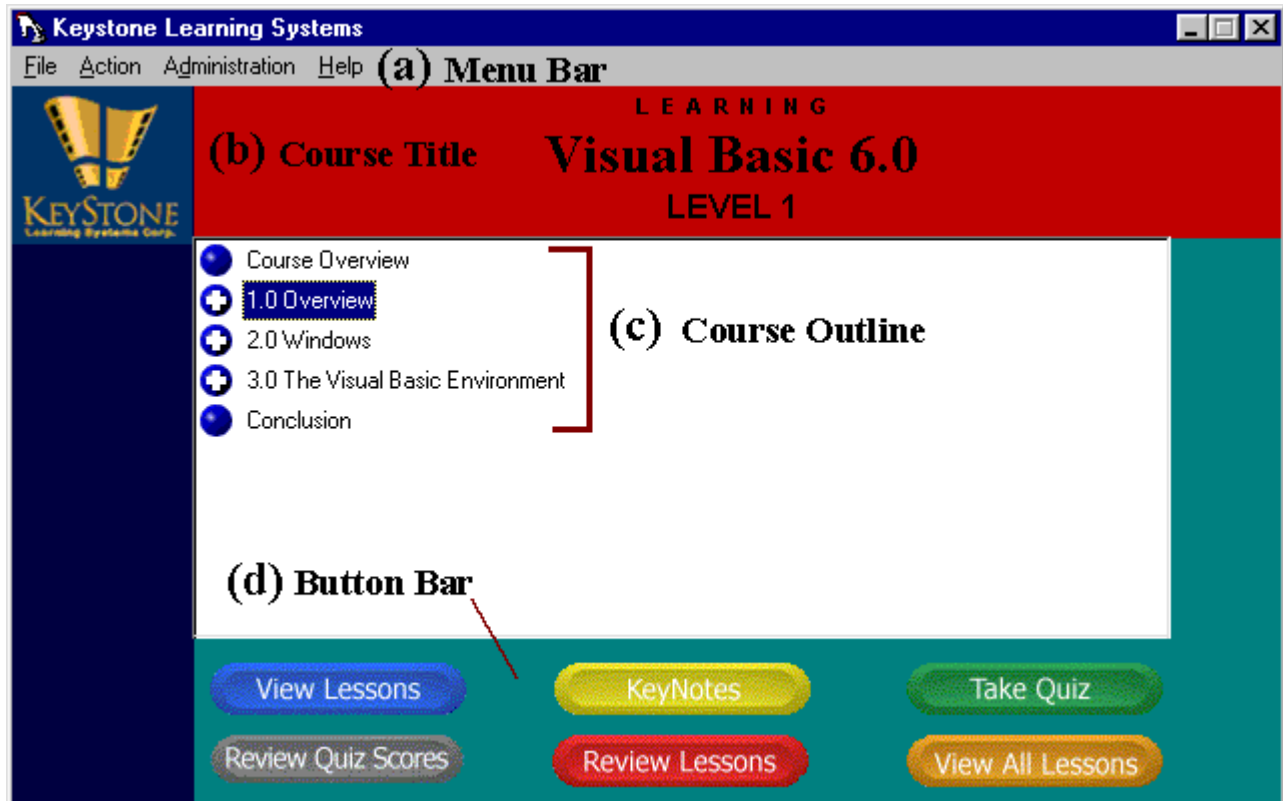 Keystone Learning Systems
File Action Administration Help (a) Menu Bar
LEARNING
(b) Course Title Visual Basic 6.0
LEVEL 1
KEYSTONE
Learning Systems Corp.
Course Overview
1.0 Overview
2.0 Windows
(c) Course Outline
3.0 The Visual Basic Environment
Conclusion
(d) Button Bar
View Lessons KeyNotes Take Quiz
Review Quiz Scores Review Lessons View All Lessons